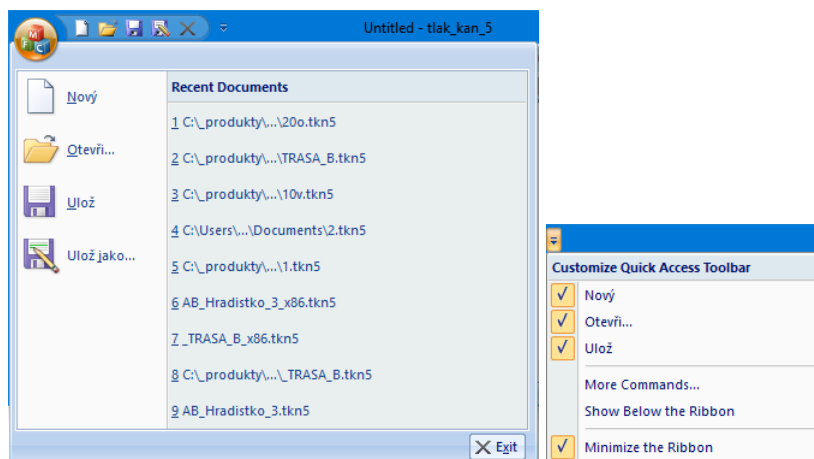 MFC
Untitled - tlak_kan_5
Nový
Otevři...
Ulož
Ulož jako...
Recent Documents
1 C:\_produkty\...\20o.tkn5
2 C:\_produkty\...\TRASA_B.tkn5
3 C:\_produkty\...\10v.tkn5
4 C:\Users\...\Documents\2.tkn5
5 C:\_produkty\...\1.tkn5
6 AB_Hradistko_3_x86.tkn5
7 _TRASA_B_x86.tkn5
8 C:\_produkty\...\_TRASA_B.tkn5
9 AB_Hradistko_3.tkn5
Exit
Customize Quick Access Toolbar
Nový
Otevři...
Ulož
More Commands...
Show Below the Ribbon
Minimize the Ribbon